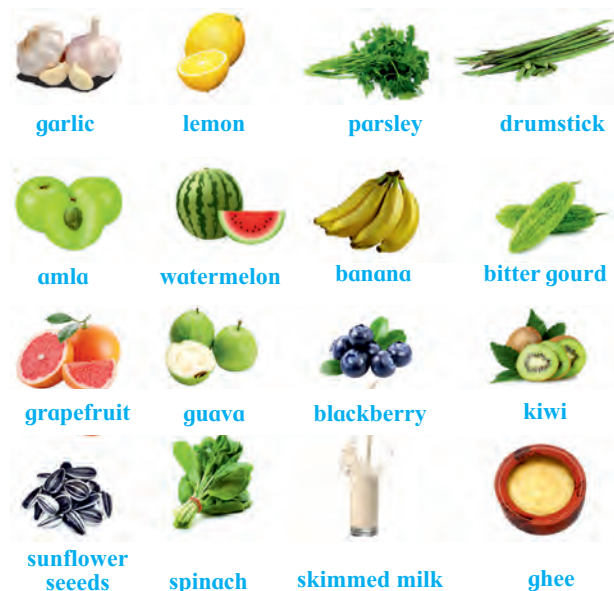 garlic lemon parsley drumstick
amla watermelon banana bitter gourd
grapefruit guava blackberry kiwi
sunflower
seeeds spinach skimmed milk ghee